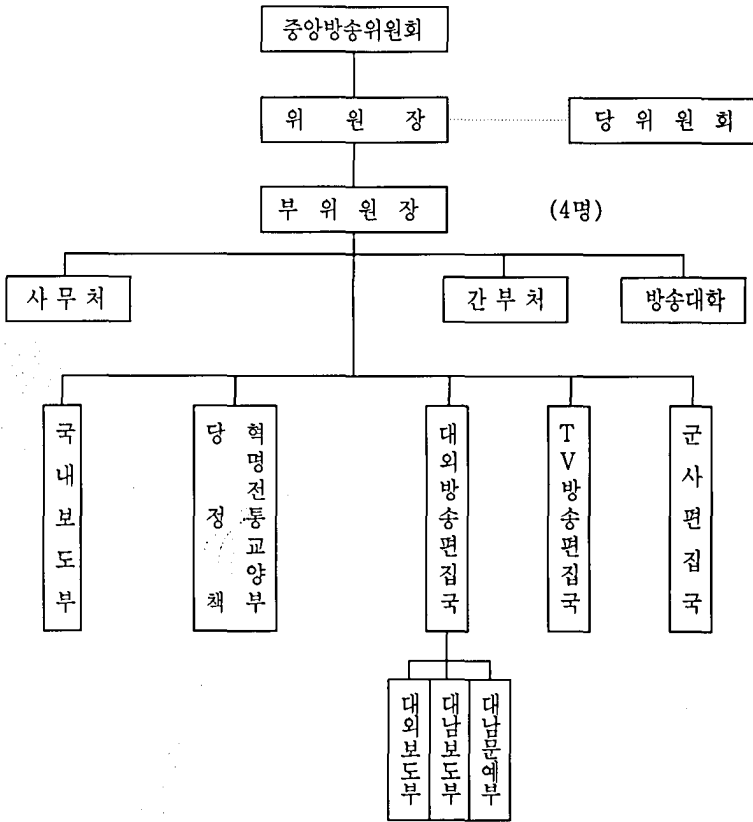 중앙방송위원회
위 원 장
당 위 원 회
부 위 원 장
(4명)
사 무 처
간 부 처
방송대학
국내보도부
당 정 책
혁명전통교양부
대외방송편집국
TV방송편집국
군사편집국
대외보도부
대남보도부
대남문예부